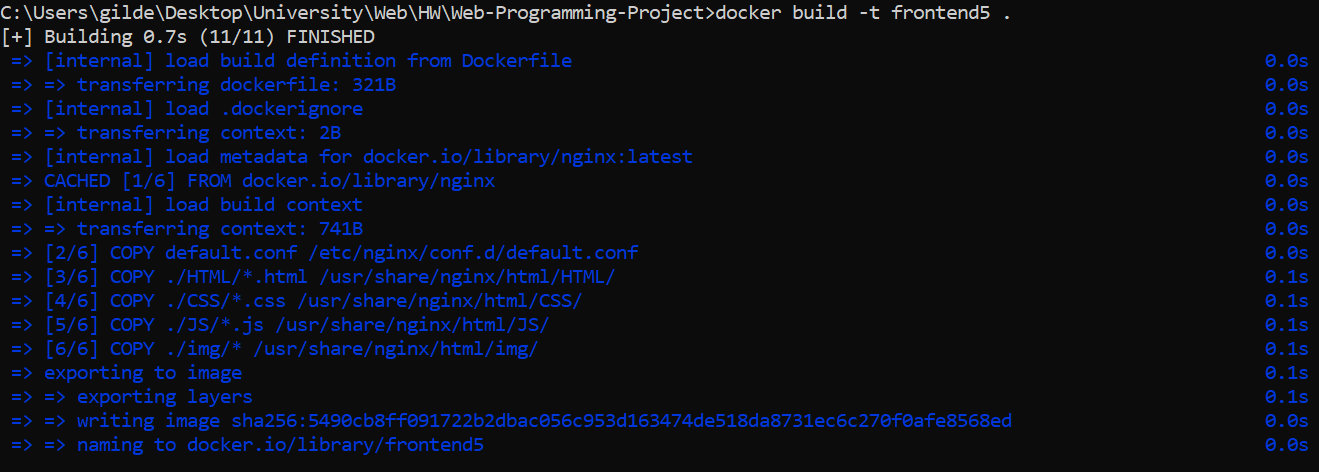 C:\Users\gilde\Desktop\University\Web\HW\Web-Programming-Project>docker build -t frontend5 .
[+] Building 0.7s (11/11) FINISHED
=> [internal] load build definition from Dockerfile 0.0s
=> => transferring dockerfile: 321B 0.0s
=> [internal] load .dockerignore 0.0s
=> => transferring context: 2B 0.0s
=> [internal] load metadata for docker.io/library/nginx:latest 0.0s
=> CACHED [1/6] FROM docker.io/library/nginx 0.0s
=> [internal] load build context 0.0s
=> => transferring context: 741B 0.0s
=> [2/6] COPY default.conf /etc/nginx/conf.d/default.conf 0.0s
=> [3/6] COPY ./HTML/*.html /usr/share/nginx/html/HTML/ 0.1s
=> [4/6] COPY ./CSS/*.css /usr/share/nginx/html/CSS/ 0.1s
=> [5/6] COPY ./JS/*.js /usr/share/nginx/html/JS/ 0.1s
=> [6/6] COPY ./img/* /usr/share/nginx/html/img/ 0.1s
=> exporting to image 0.1s
=> => exporting layers 0.1s
=> => writing image sha256:5490cb8ff091722b2dbac056c953d163474de518da8731ec6c270f0afe8568ed 0.0s
=> => naming to docker.io/library/frontend5 0.0s